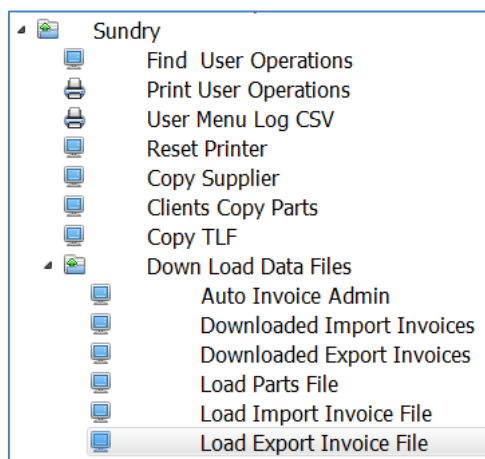 Sundry
Find  User Operations
Print User Operations
User Menu Log CSV
Reset Printer
Copy Supplier
Clients Copy Parts
Copy TLF
Down Load Data Files
Auto Invoice Admin
Downloaded Import Invoices
Downloaded Export Invoices
Load Parts File
Load Import Invoice File
Load Export Invoice File